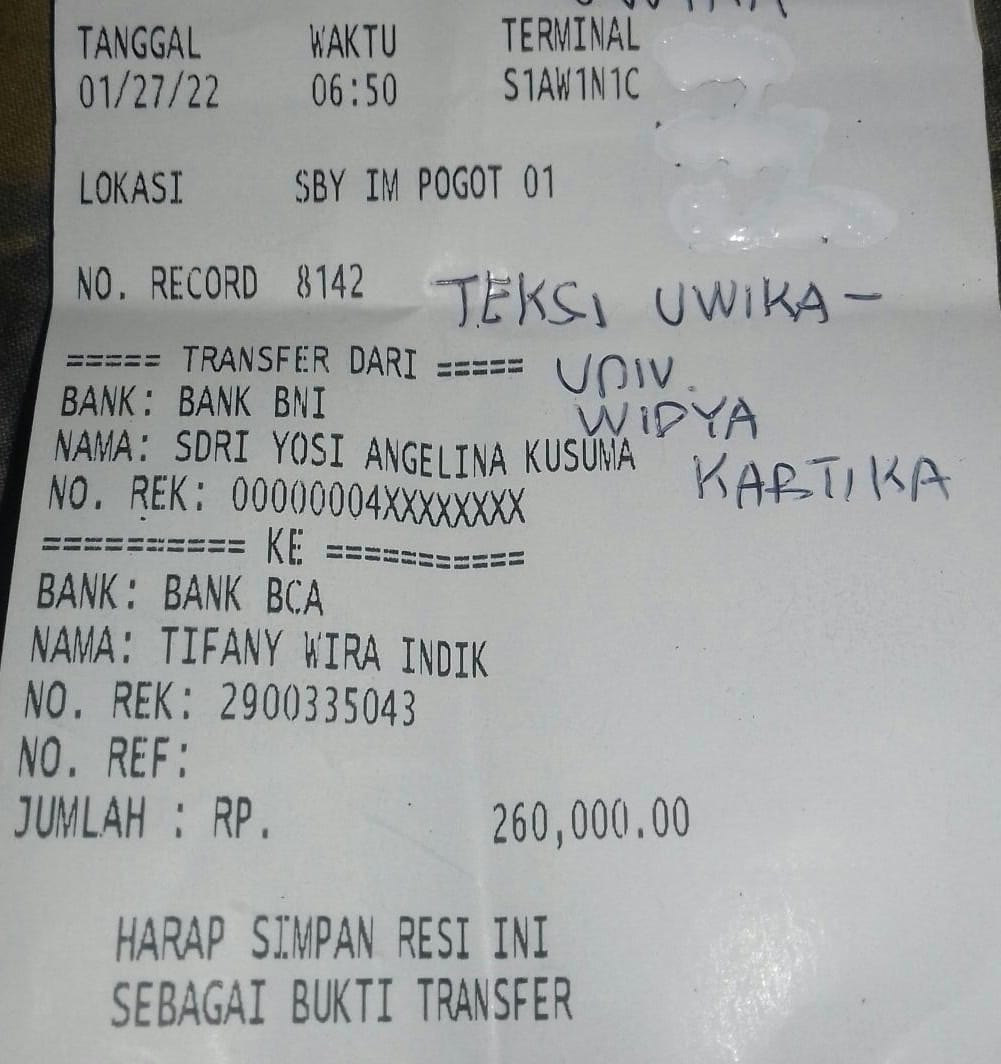 TANGGAL WAKTU TERMINAL
01/27/22 06:50 S1AW1N1C
LOKASI SBY IM POGOT 01
NO. RECORD 8142
TEKSI UWIKA -
UNIV.
WIDYA
KARTIKA
===== TRANSFER DARI =====
BANK: BANK BNI
NAMA: SDRI YOSI ANGELINA KUSUMA
NO. REK: 00000004XXXXXXXX
========== KE ===========
BANK: BANK BCA
NAMA: TIFANY WIRA INDIK
NO. REK: 2900335043
NO. REF:
JUMLAH : RP. 260,000.00
HARAP SIMPAN RESI INI
SEBAGAI BUKTI TRANSFER